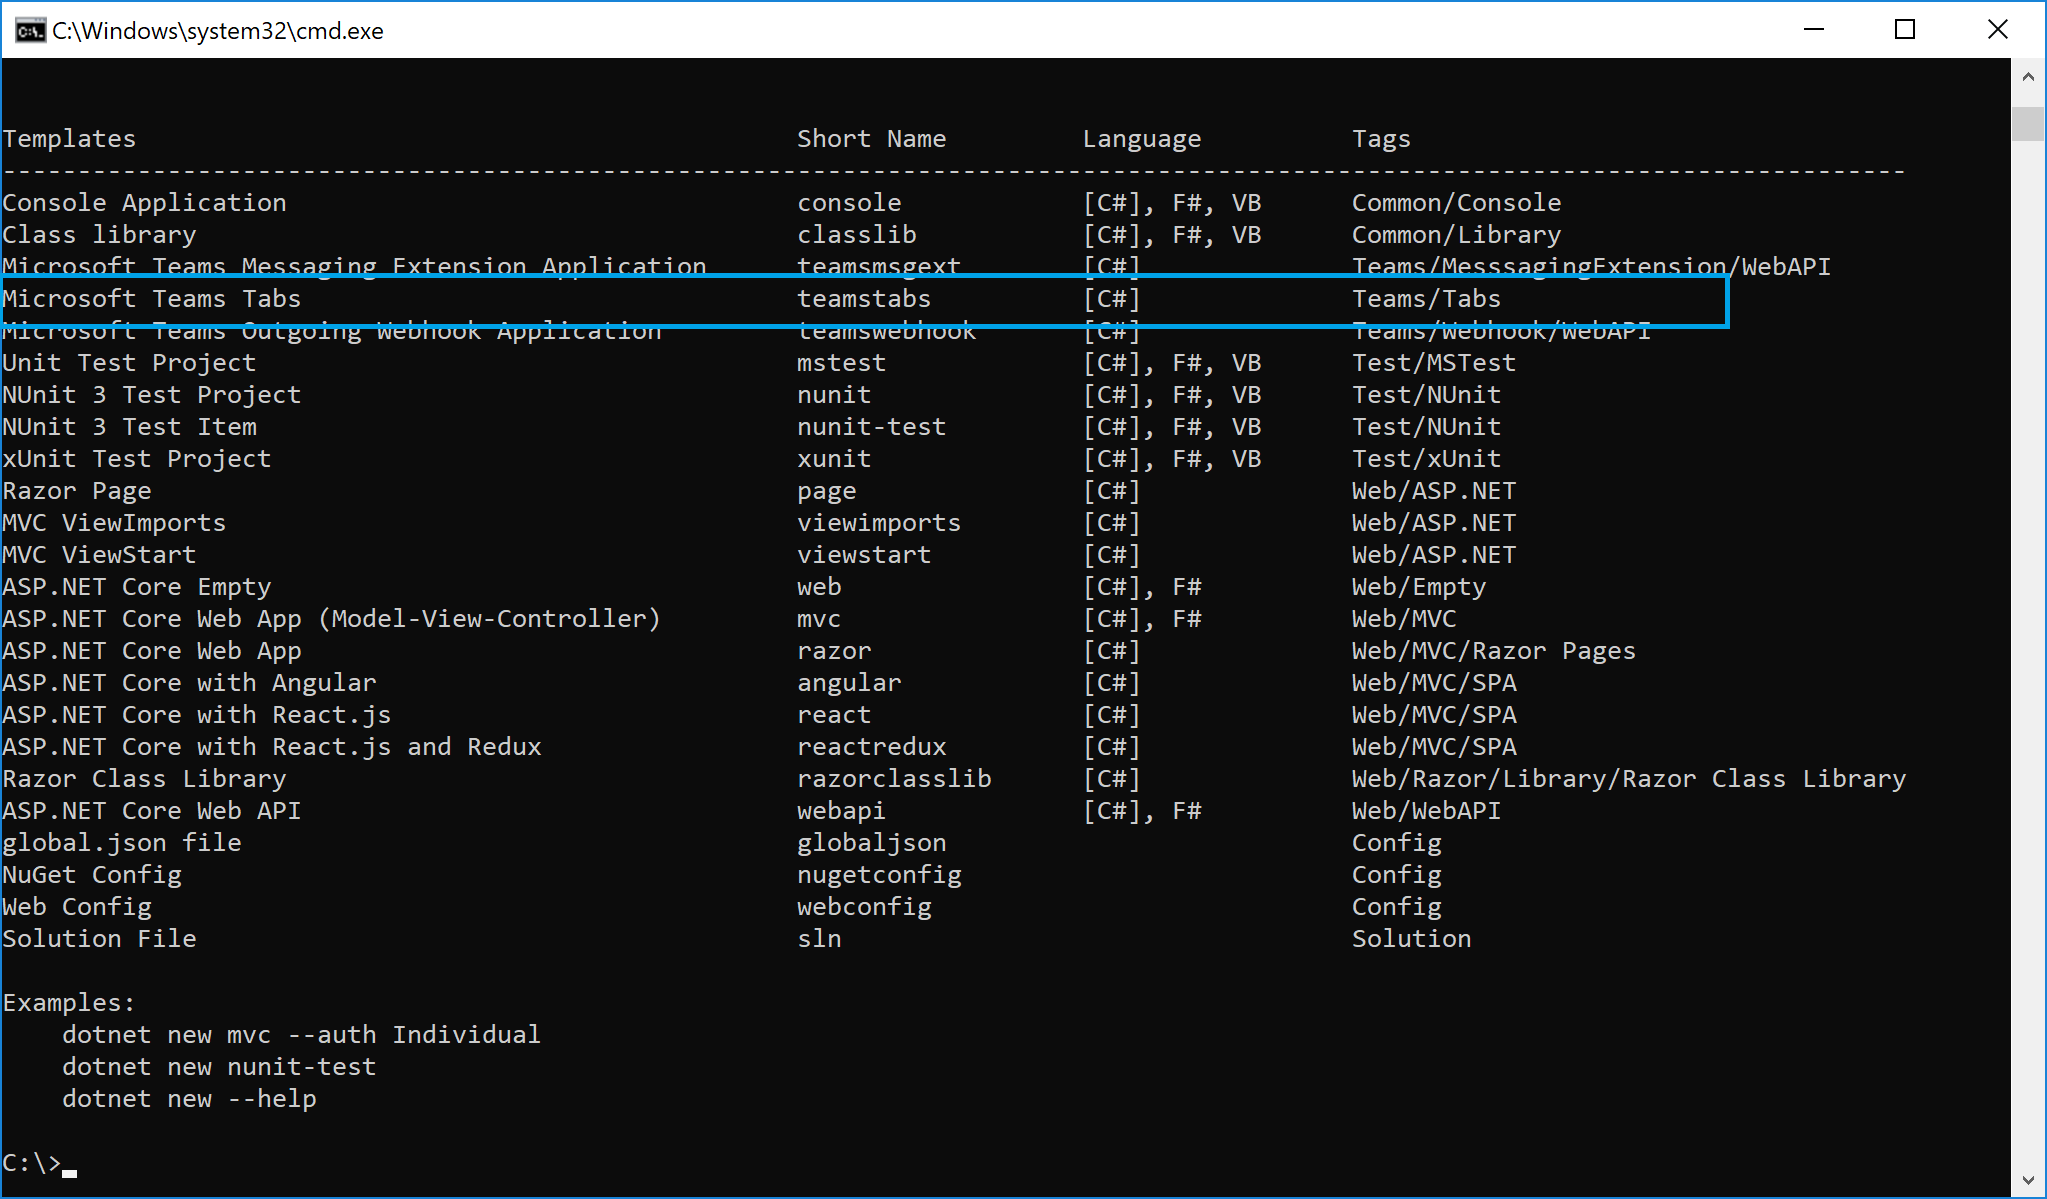 C:\Windows\system32\cmd.exe
Templates Short Name Language Tags
--------------------------------------------------------------------------------------------------------------------------------
Console Application console [C#], F#, VB Common/Console
Class library classlib [C#], F#, VB Common/Library
Microsoft Teams Messaging Extension Application teamsmsgext [C#] Teams/MesssagingExtension/WebAPI
Microsoft Teams Tabs teamstabs [C#] Teams/Tabs
Microsoft Teams Outgoing Webhook Application teamswebhook [C#] Teams/Webhook/WebAPI
Unit Test Project mstest [C#], F#, VB Test/MSTest
NUnit 3 Test Project nunit [C#], F#, VB Test/NUnit
NUnit 3 Test Item nunit-test [C#], F#, VB Test/NUnit
xUnit Test Project xunit [C#], F#, VB Test/xUnit
Razor Page page [C#] Web/ASP.NET
MVC ViewImports viewimports [C#] Web/ASP.NET
MVC ViewStart viewstart [C#] Web/ASP.NET
ASP.NET Core Empty web [C#], F# Web/Empty
ASP.NET Core Web App (Model-View-Controller) mvc [C#], F# Web/MVC
ASP.NET Core Web App razor [C#] Web/MVC/Razor Pages
ASP.NET Core with Angular angular [C#] Web/MVC/SPA
ASP.NET Core with React.js react [C#] Web/MVC/SPA
ASP.NET Core with React.js and Redux reactredux [C#] Web/MVC/SPA
Razor Class Library razorclasslib [C#] Web/Razor/Library/Razor Class Library
ASP.NET Core Web API webapi [C#], F# Web/WebAPI
global.json file globaljson Config
NuGet Config nugetconfig Config
Web Config webconfig Config
Solution File sln Solution
Examples:
dotnet new mvc --auth Individual
dotnet new nunit-test
dotnet new --help
C:\>